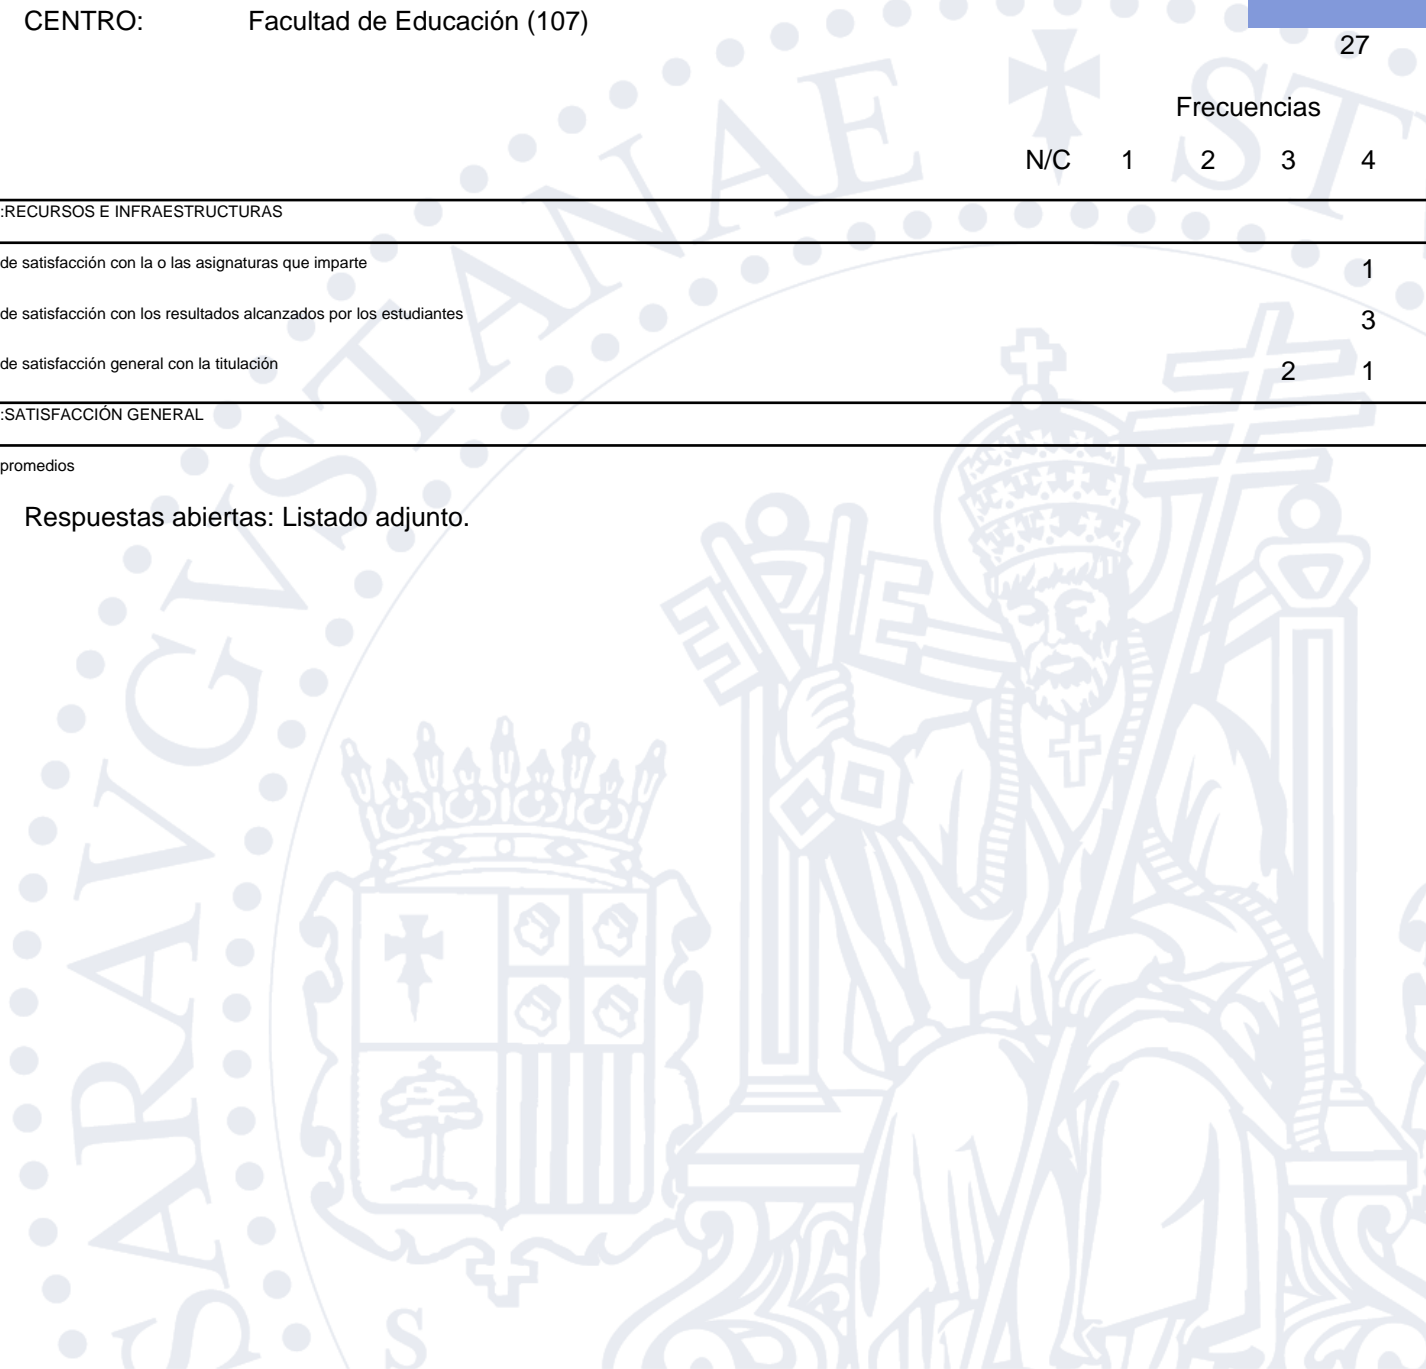 CENTRO: Facultad de Educación (107)
27
Frecuencias
N/C 1 2 3 4
:RECURSOS E INFRAESTRUCTURAS
de satisfacción con la o las asignaturas que imparte 1
de satisfacción con los resultados alcanzados por los estudiantes 3
de satisfacción general con la titulación 2 1
:SATISFACCIÓN GENERAL
promedios
Respuestas abiertas: Listado adjunto.
SARAVGVSTANAE ST
S